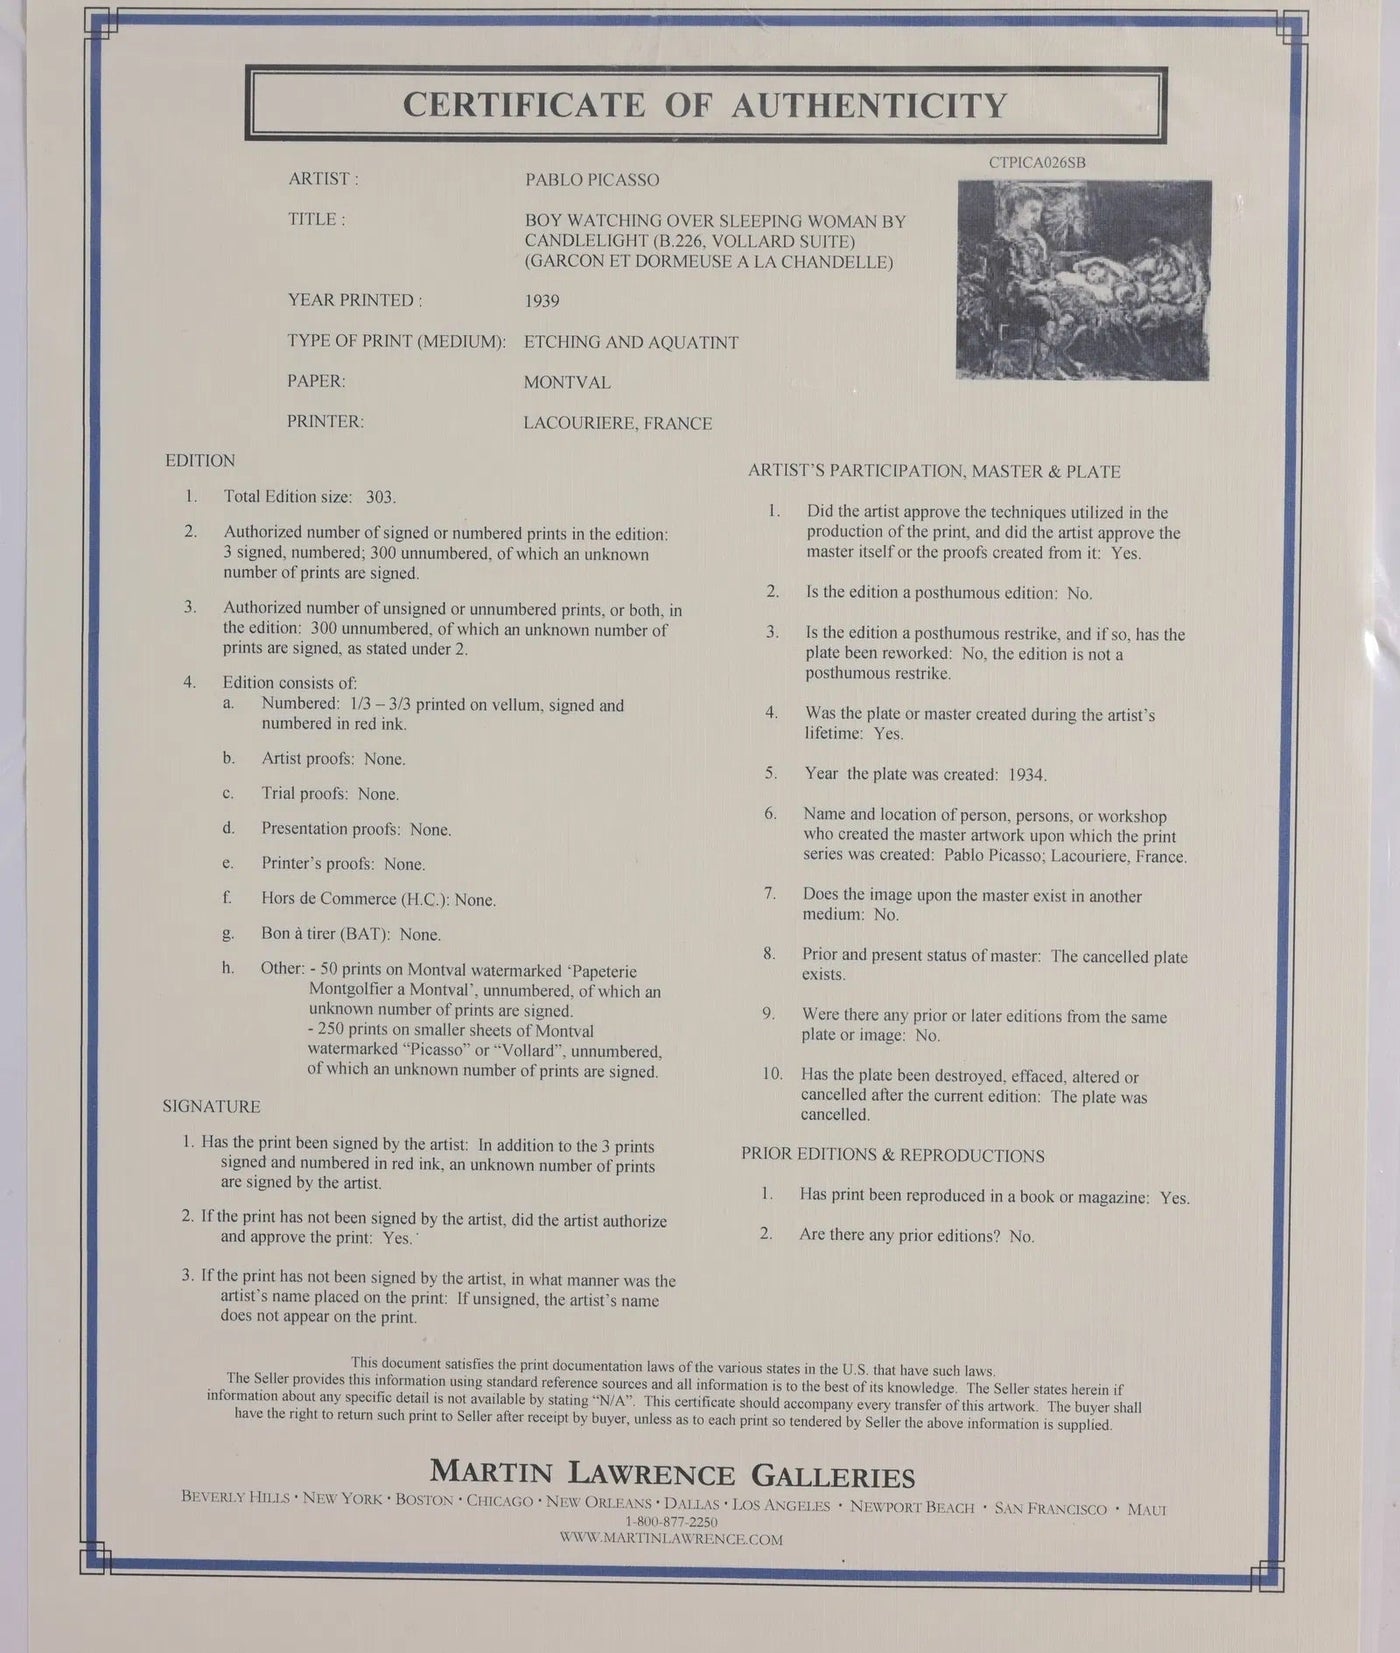 CERTIFICATE OF AUTHENTICITY
CTPICA026SB
ARTIST : PABLO PICASSO
TITLE : BOY WATCHING OVER SLEEPING WOMAN BY
CANDLELIGHT (B.226, VOLLARD SUITE)
(GARCON ET DORMEUSE A LA CHANDELLE)
YEAR PRINTED : 1939
TYPE OF PRINT (MEDIUM): ETCHING AND AQUATINT
PAPER: MONTVAL
PRINTER: LACOURIERE, FRANCE
EDITION
1. Total Edition size: 303.
2. Authorized number of signed or numbered prints in the edition:
3 signed, numbered; 300 unnumbered, of which an unknown
number of prints are signed.
3. Authorized number of unsigned or unnumbered prints, or both, in
the edition: 300 unnumbered, of which an unknown number of
prints are signed, as stated under 2.
4. Edition consists of:
a. Numbered: 1/3 – 3/3 printed on vellum, signed and
numbered in red ink.
b. Artist proofs: None.
c. Trial proofs: None.
d. Presentation proofs: None.
e. Printer's proofs: None.
f. Hors de Commerce (H.C.): None.
g. Bon à tirer (BAT): None.
h. Other: - 50 prints on Montval watermarked ‘Papeterie
Montgolfier a Montval’, unnumbered, of which an
unknown number of prints are signed.
- 250 prints on smaller sheets of Montval
watermarked “Picasso” or “Vollard”, unnumbered,
of which an unknown number of prints are signed.
SIGNATURE
1. Has the print been signed by the artist: In addition to the 3 prints
signed and numbered in red ink, an unknown number of prints
are signed by the artist.
2. If the print has not been signed by the artist, did the artist authorize
and approve the print: Yes.
3. If the print has not been signed by the artist, in what manner was the
artist's name placed on the print: If unsigned, the artist's name
does not appear on the print.
ARTIST'S PARTICIPATION, MASTER & PLATE
1. Did the artist approve the techniques utilized in the
production of the print, and did the artist approve the
master itself or the proofs created from it: Yes.
2. Is the edition a posthumous edition: No.
3. Is the edition a posthumous restrike, and if so, has the
plate been reworked: No, the edition is not a
posthumous restrike.
4. Was the plate or master created during the artist's
lifetime: Yes.
5. Year the plate was created: 1934.
6. Name and location of person, persons, or workshop
who created the master artwork upon which the print
series was created: Pablo Picasso; Lacouriere, France.
7. Does the image upon the master exist in another
medium: No.
8. Prior and present status of master: The cancelled plate
exists.
9. Were there any prior or later editions from the same
plate or image: No.
10. Has the plate been destroyed, effaced, altered or
cancelled after the current edition: The plate was
cancelled.
PRIOR EDITIONS & REPRODUCTIONS
1. Has print been reproduced in a book or magazine: Yes.
2. Are there any prior editions? No.
This document satisfies the print documentation laws of the various states in the U.S. that have such laws.
The Seller provides this information using standard reference sources and all information is to the best of its knowledge. The Seller states herein if
information about any specific detail is not available by stating “N/A”. This certificate should accompany every transfer of this artwork. The buyer shall
have the right to return such print to Seller after receipt by buyer, unless as to each print so tendered by Seller the above information is supplied.
MARTIN LAWRENCE GALLERIES
BEVERLY HILLS • NEW YORK • BOSTON • CHICAGO • NEW ORLEANS • DALLAS • LOS ANGELES • NEWPORT BEACH • SAN FRANCISCO • MAUI
1-800-877-2250
WWW.MARTINLAWRENCE.COM